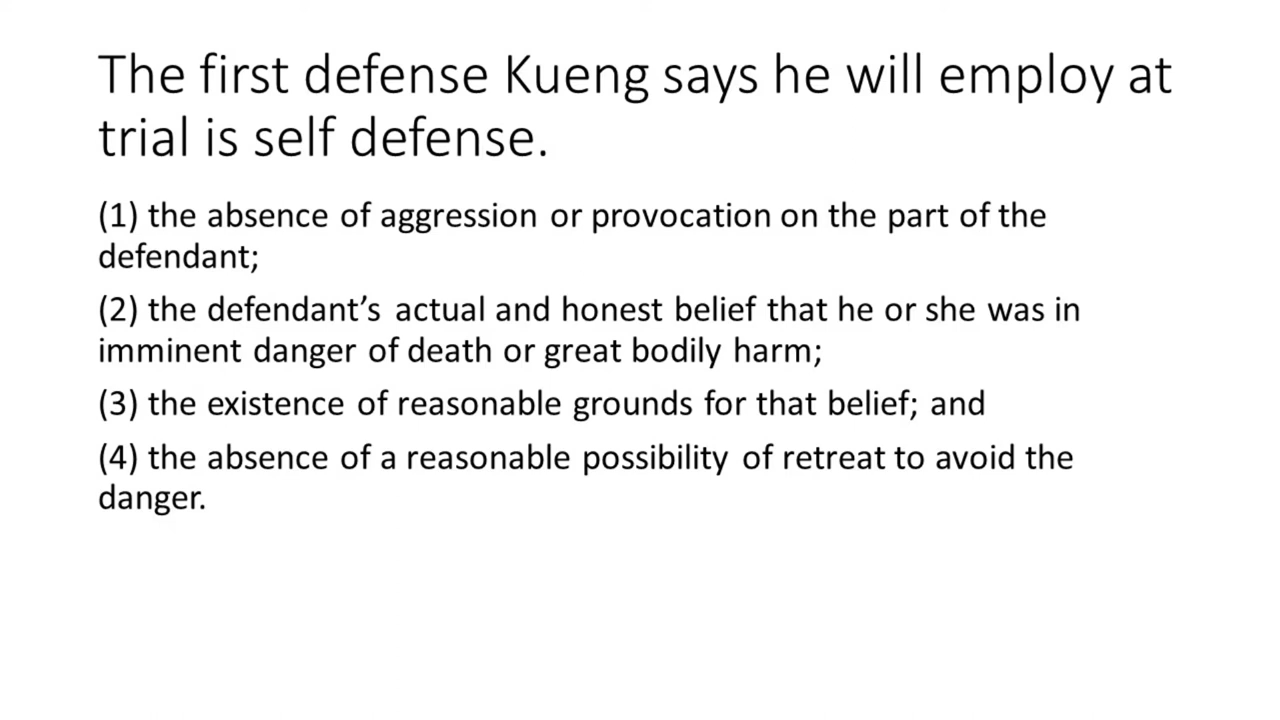 The first defense Kueng says he will employ at
trial is self defense.
(1) the absence of aggression or provocation on the part of the
defendant;
(2) the defendant’s actual and honest belief that he or she was in
imminent danger of death or great bodily harm;
(3) the existence of reasonable grounds for that belief; and
(4) the absence of a reasonable possibility of retreat to avoid the
danger.